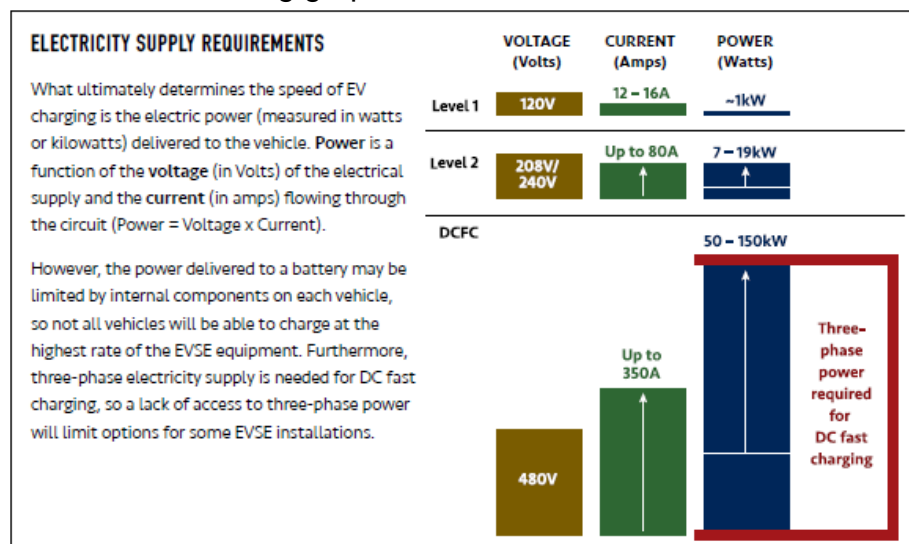 ELECTRICITY SUPPLY REQUIREMENTS
What ultimately determines the speed of EV
charging is the electric power (measured in watts
or kilowatts) delivered to the vehicle. Power is a
function of the voltage (in Volts) of the electrical
supply and the current (in amps) flowing through
the circuit (Power = Voltage x Current).
However, the power delivered to a battery may be
limited by internal components on each vehicle,
so not all vehicles will be able to charge at the
highest rate of the EVSE equipment. Furthermore,
three-phase electricity supply is needed for DC fast
charging, so a lack of access to three-phase power
will limit options for some EVSE installations.
VOLTAGE
(Volts)
CURRENT
(Amps)
POWER
(Watts)
Level 1
120V
12 – 16A
~1kW
Level 2
208V/
240V
Up to 80A
7 – 19kW
DCFC
480V
Up to
350A
50 – 150kW
Three-
phase
power
required
for
DC fast
charging